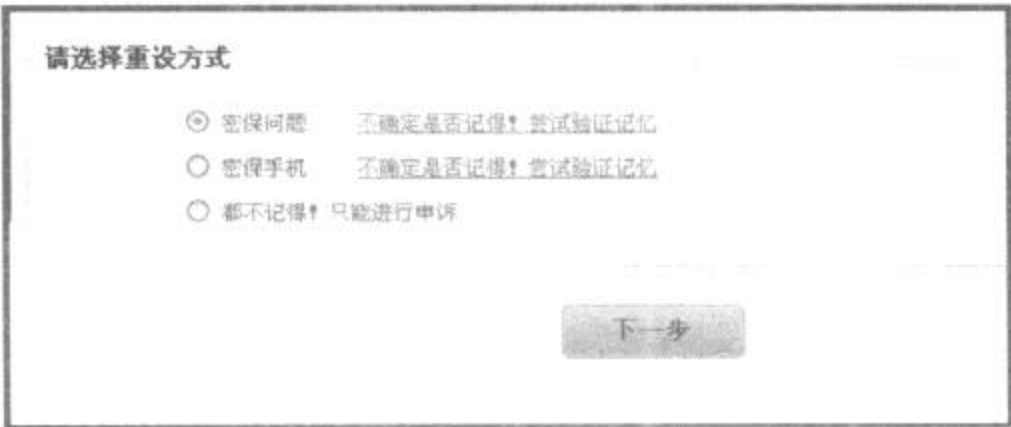 请选择重设方式
密保问题 不确定是否记得? 尝试验证记忆
密保手机 不确定是否记得? 尝试验证记忆
都不记得? 只能进行申诉
下一步